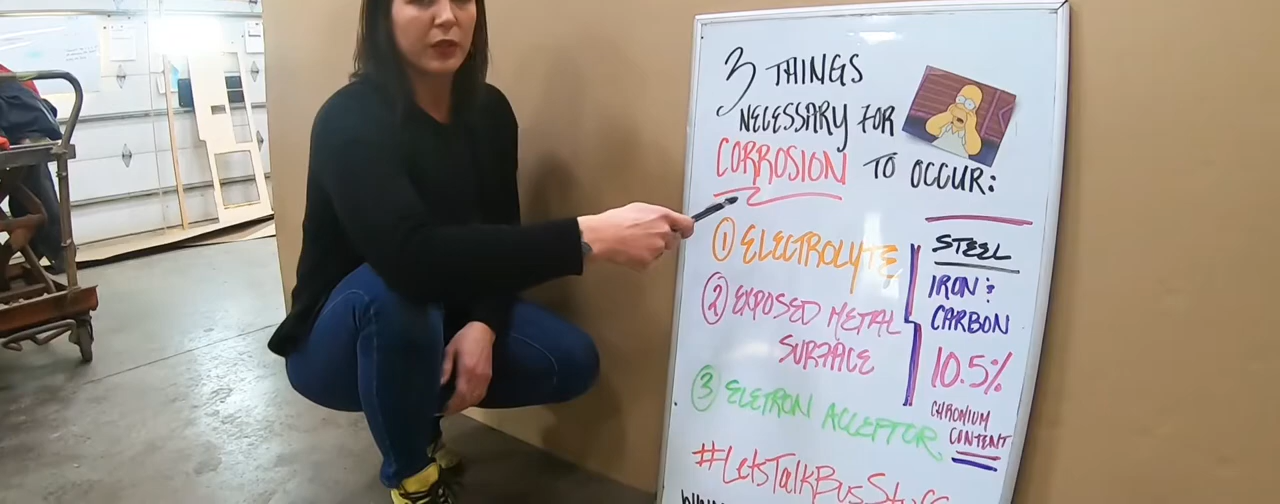 3 THINGS
NECESSARY FOR
CORROSION TO OCCUR:
① ELECTROLYTE
② EXPOSED METAL
SURFACE
③ ELETRON ACCEPTOR
STEEL
IRON &
CARBON
10.5%
CHROMIUM
CONTENT
#LetsTalkBusStuff